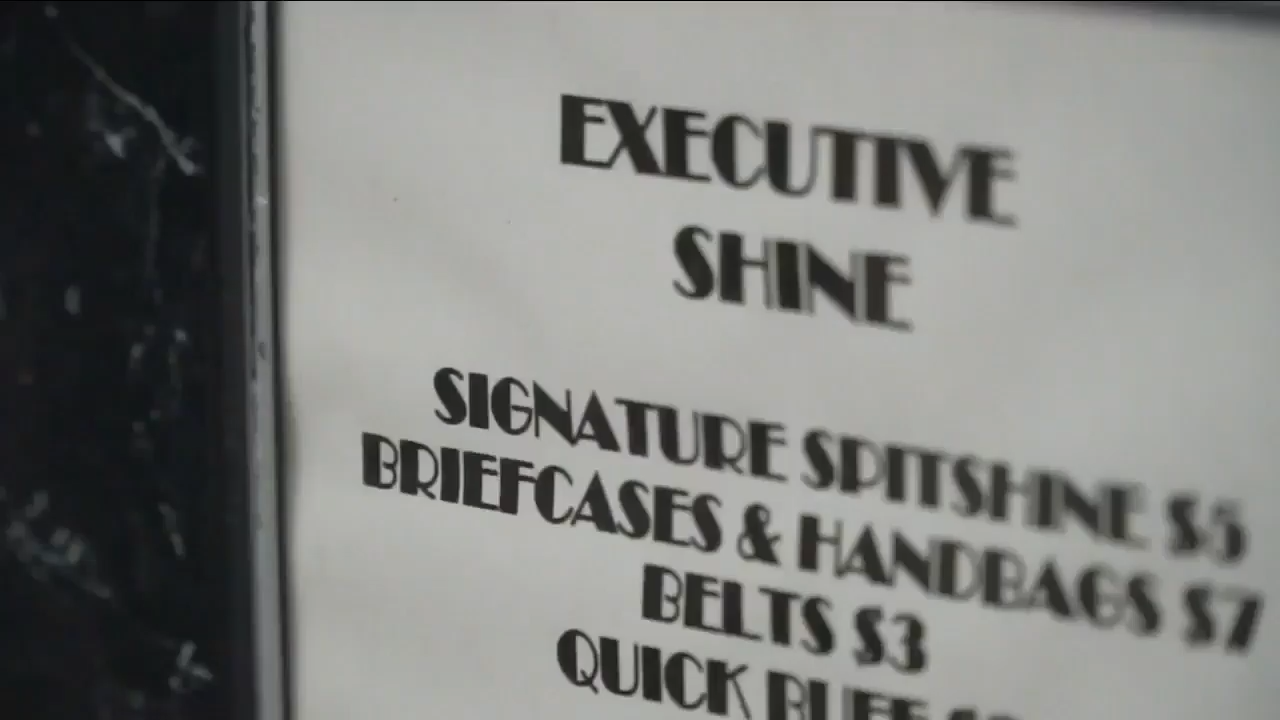 EXECUTIVE
SHINE
SIGNATURE SPITSHINE $5
BRIEFCASES & HANDBAGS $7
BELTS $3
QUICK BUFF